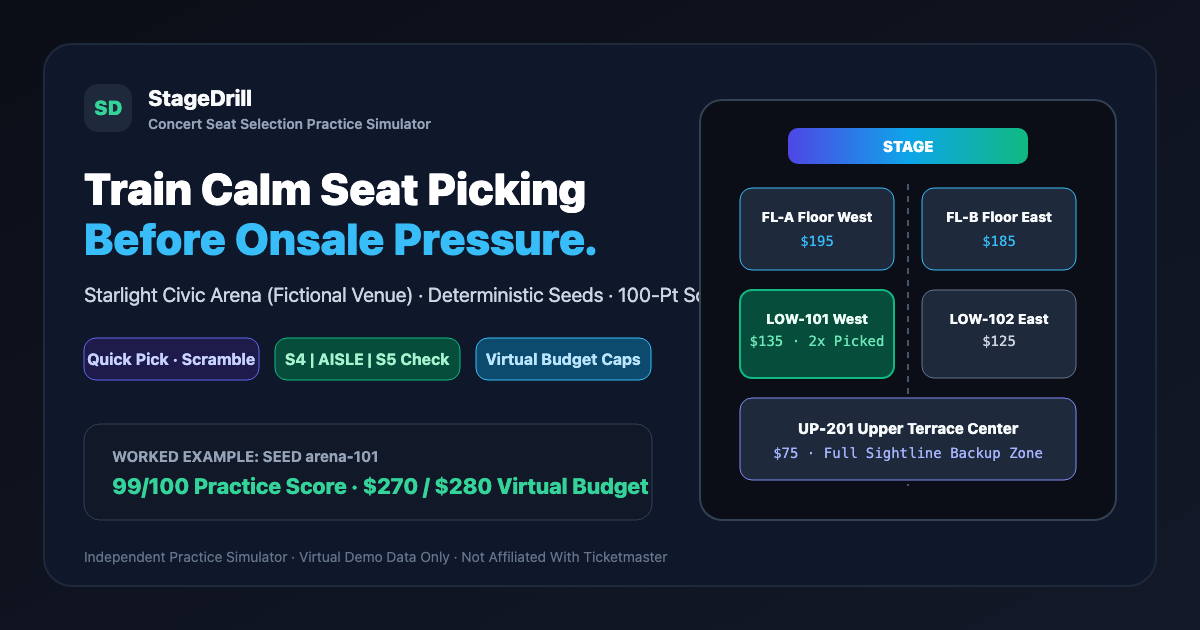 SD
StageDrill
Concert Seat Selection Practice Simulator
Train Calm Seat Picking
Before Onsale Pressure.
Starlight Civic Arena (Fictional Venue) · Deterministic Seeds · 100-Pt
Quick Pick · Scramble
S4 | AISLE | S5 Check
Virtual Budget Caps
WORKED EXAMPLE: SEED arena-101
99/100 Practice Score · $270 / $280 Virtual Budget
Independent Practice Simulator · Virtual Demo Data Only · Not Affiliated With Ticketmaster
STAGE
FL-A Floor West
$195
FL-B Floor East
$185
LOW-101 West
$135 · 2x Picked
LOW-102 East
$125
UP-201 Upper Terrace Center
$75 · Full Sightline Backup Zone